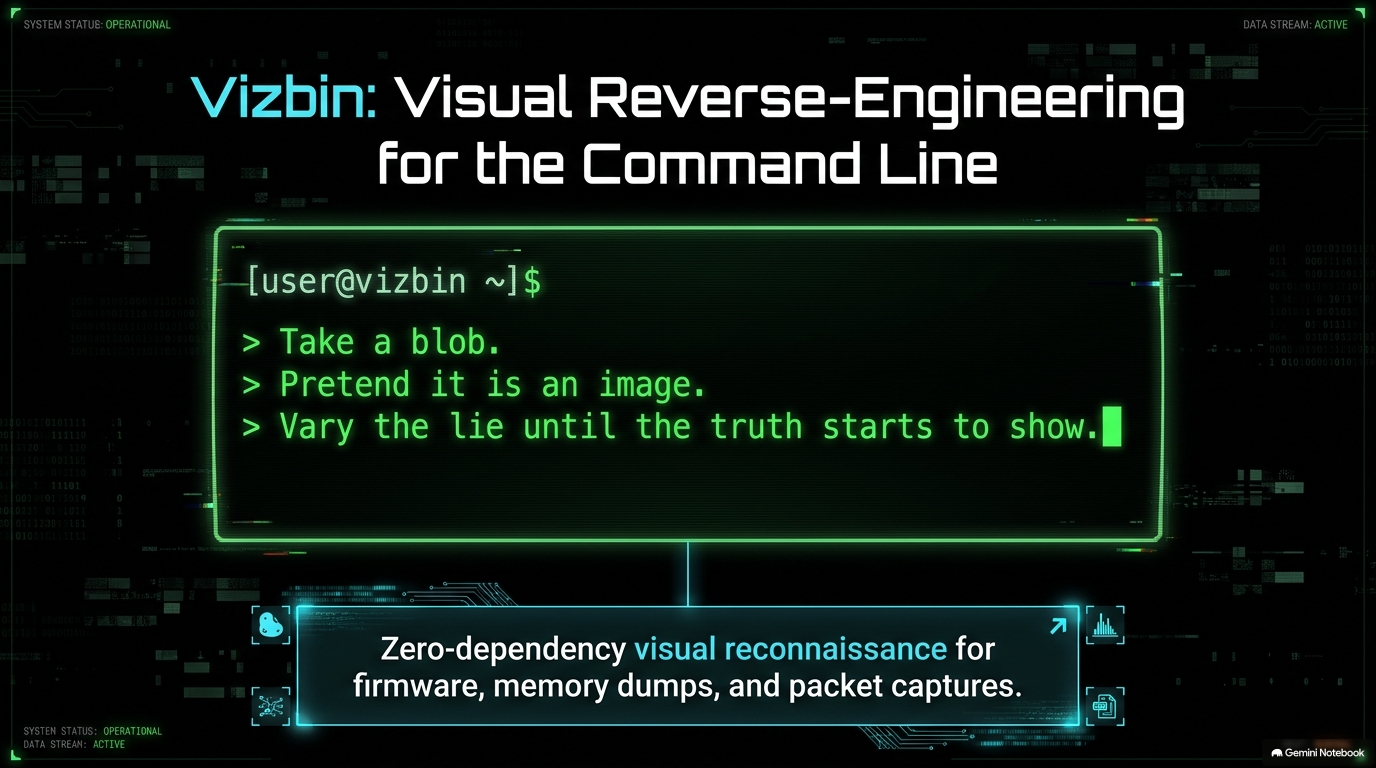 SYSTEM STATUE: OPERATIONAL
DATA STREAM: ACTIVE
Vizbin: Visual Reverse-Engineering
for the Command Line
[user@vizbin ~]$
> Take a blob.
> Pretend it is an image.
> Vary the lie until the truth starts to show.
Zero-dependency visual reconnaissance for
firmware, memory dumps, and packet captures.
SYSTEM STATUS: OPERATIONAL
DATA STREAM: ACTIVE
Gemini Notebook